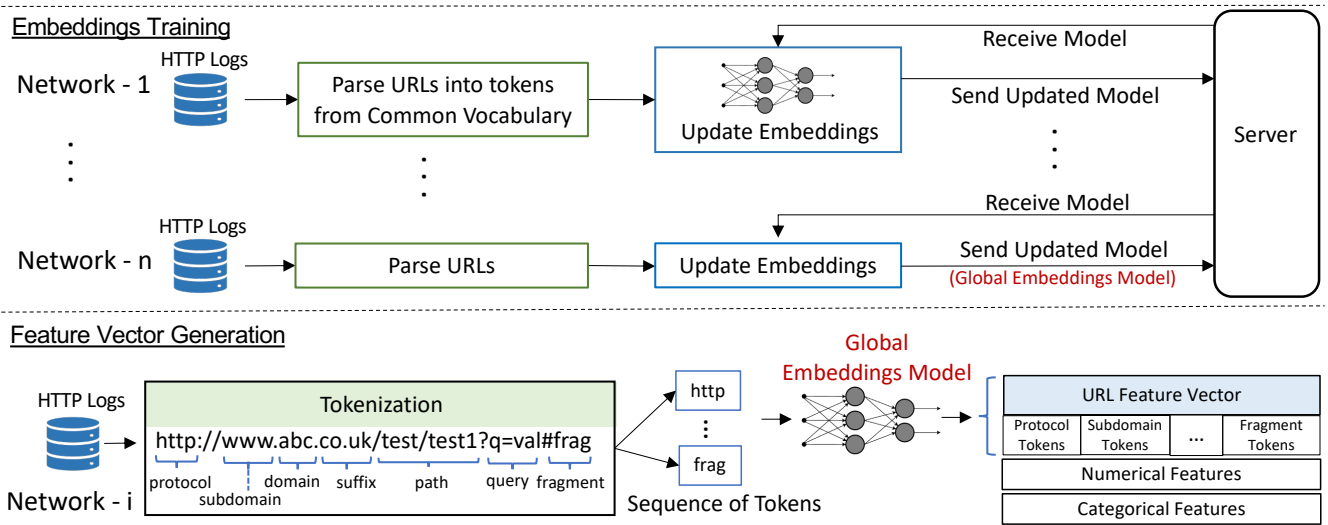 Embeddings Training
HTTP Logs
Network - 1
Parse URLs into tokens
from Common Vocabulary
Update Embeddings
Receive Model
Send Updated Model
Server
HTTP Logs
Network - n
Parse URLs
Update Embeddings
Receive Model
Send Updated Model
(Global Embeddings Model)
Feature Vector Generation
HTTP Logs
Network - i
Tokenization
http://www.abc.co.uk/test/test1?q=val#frag
protocol subdomain domain suffix path query fragment
http
⋮
frag
Sequence of Tokens
Global
Embeddings Model
URL Feature Vector
Protocol Tokens
Subdomain Tokens
...
Fragment Tokens
Numerical Features
Categorical Features